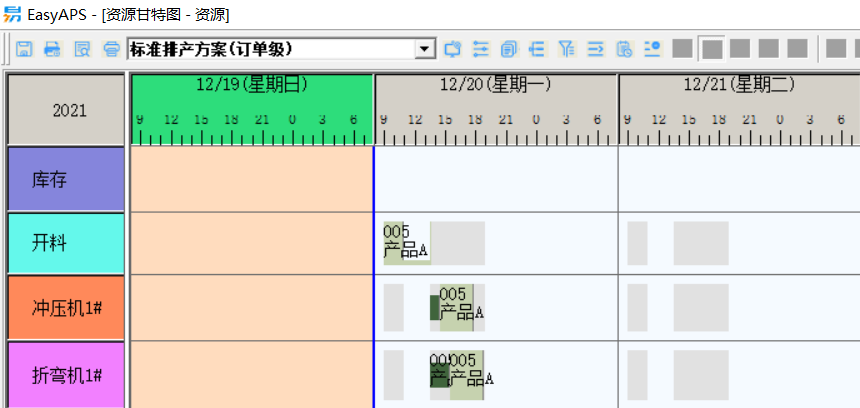 EasyAPS - [资源甘特图 - 资源]
标准排产方案(订单级)
2021 12/19(星期日) 12/20(星期一) 12/21(星期二)
9 12 15 18 21 0 3 6 9 12 15 18 21 0 3 6 9 12 15 18 21 0 3 6
库存
开料
005
产品A
冲压机1#
005
产品A
折弯机1#
005
产品A